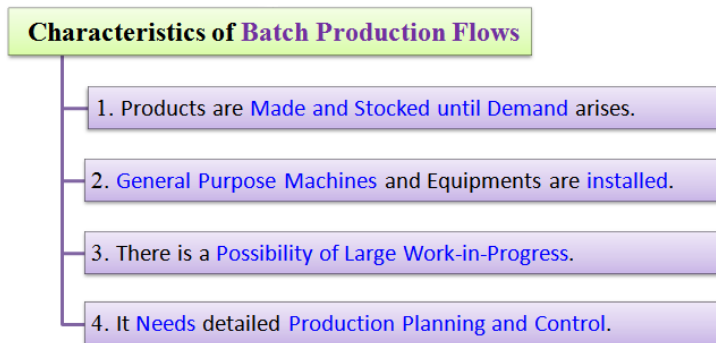 Characteristics of Batch Production Flows
1. Products are Made and Stocked until Demand arises.
2. General Purpose Machines and Equipments are installed.
3. There is a Possibility of Large Work-in-Progress.
4. It Needs detailed Production Planning and Control.